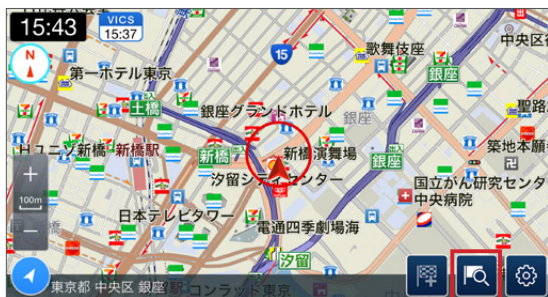 15:43
VICS
15:37
N
15
歌舞伎座
中央区
第一ホテル東京
銀座
土橋
銀座グランドホテル
銀座
聖路
ユニゾ新橋
新橋駅
新橋
新橋演舞場
銀座
築地本願
汐留シティセンター
国立がん研究センタ
中央病院
100m
日本テレビタワー
電通四季劇場海
汐留
東京都 中央区 銀座
コンラッド東京